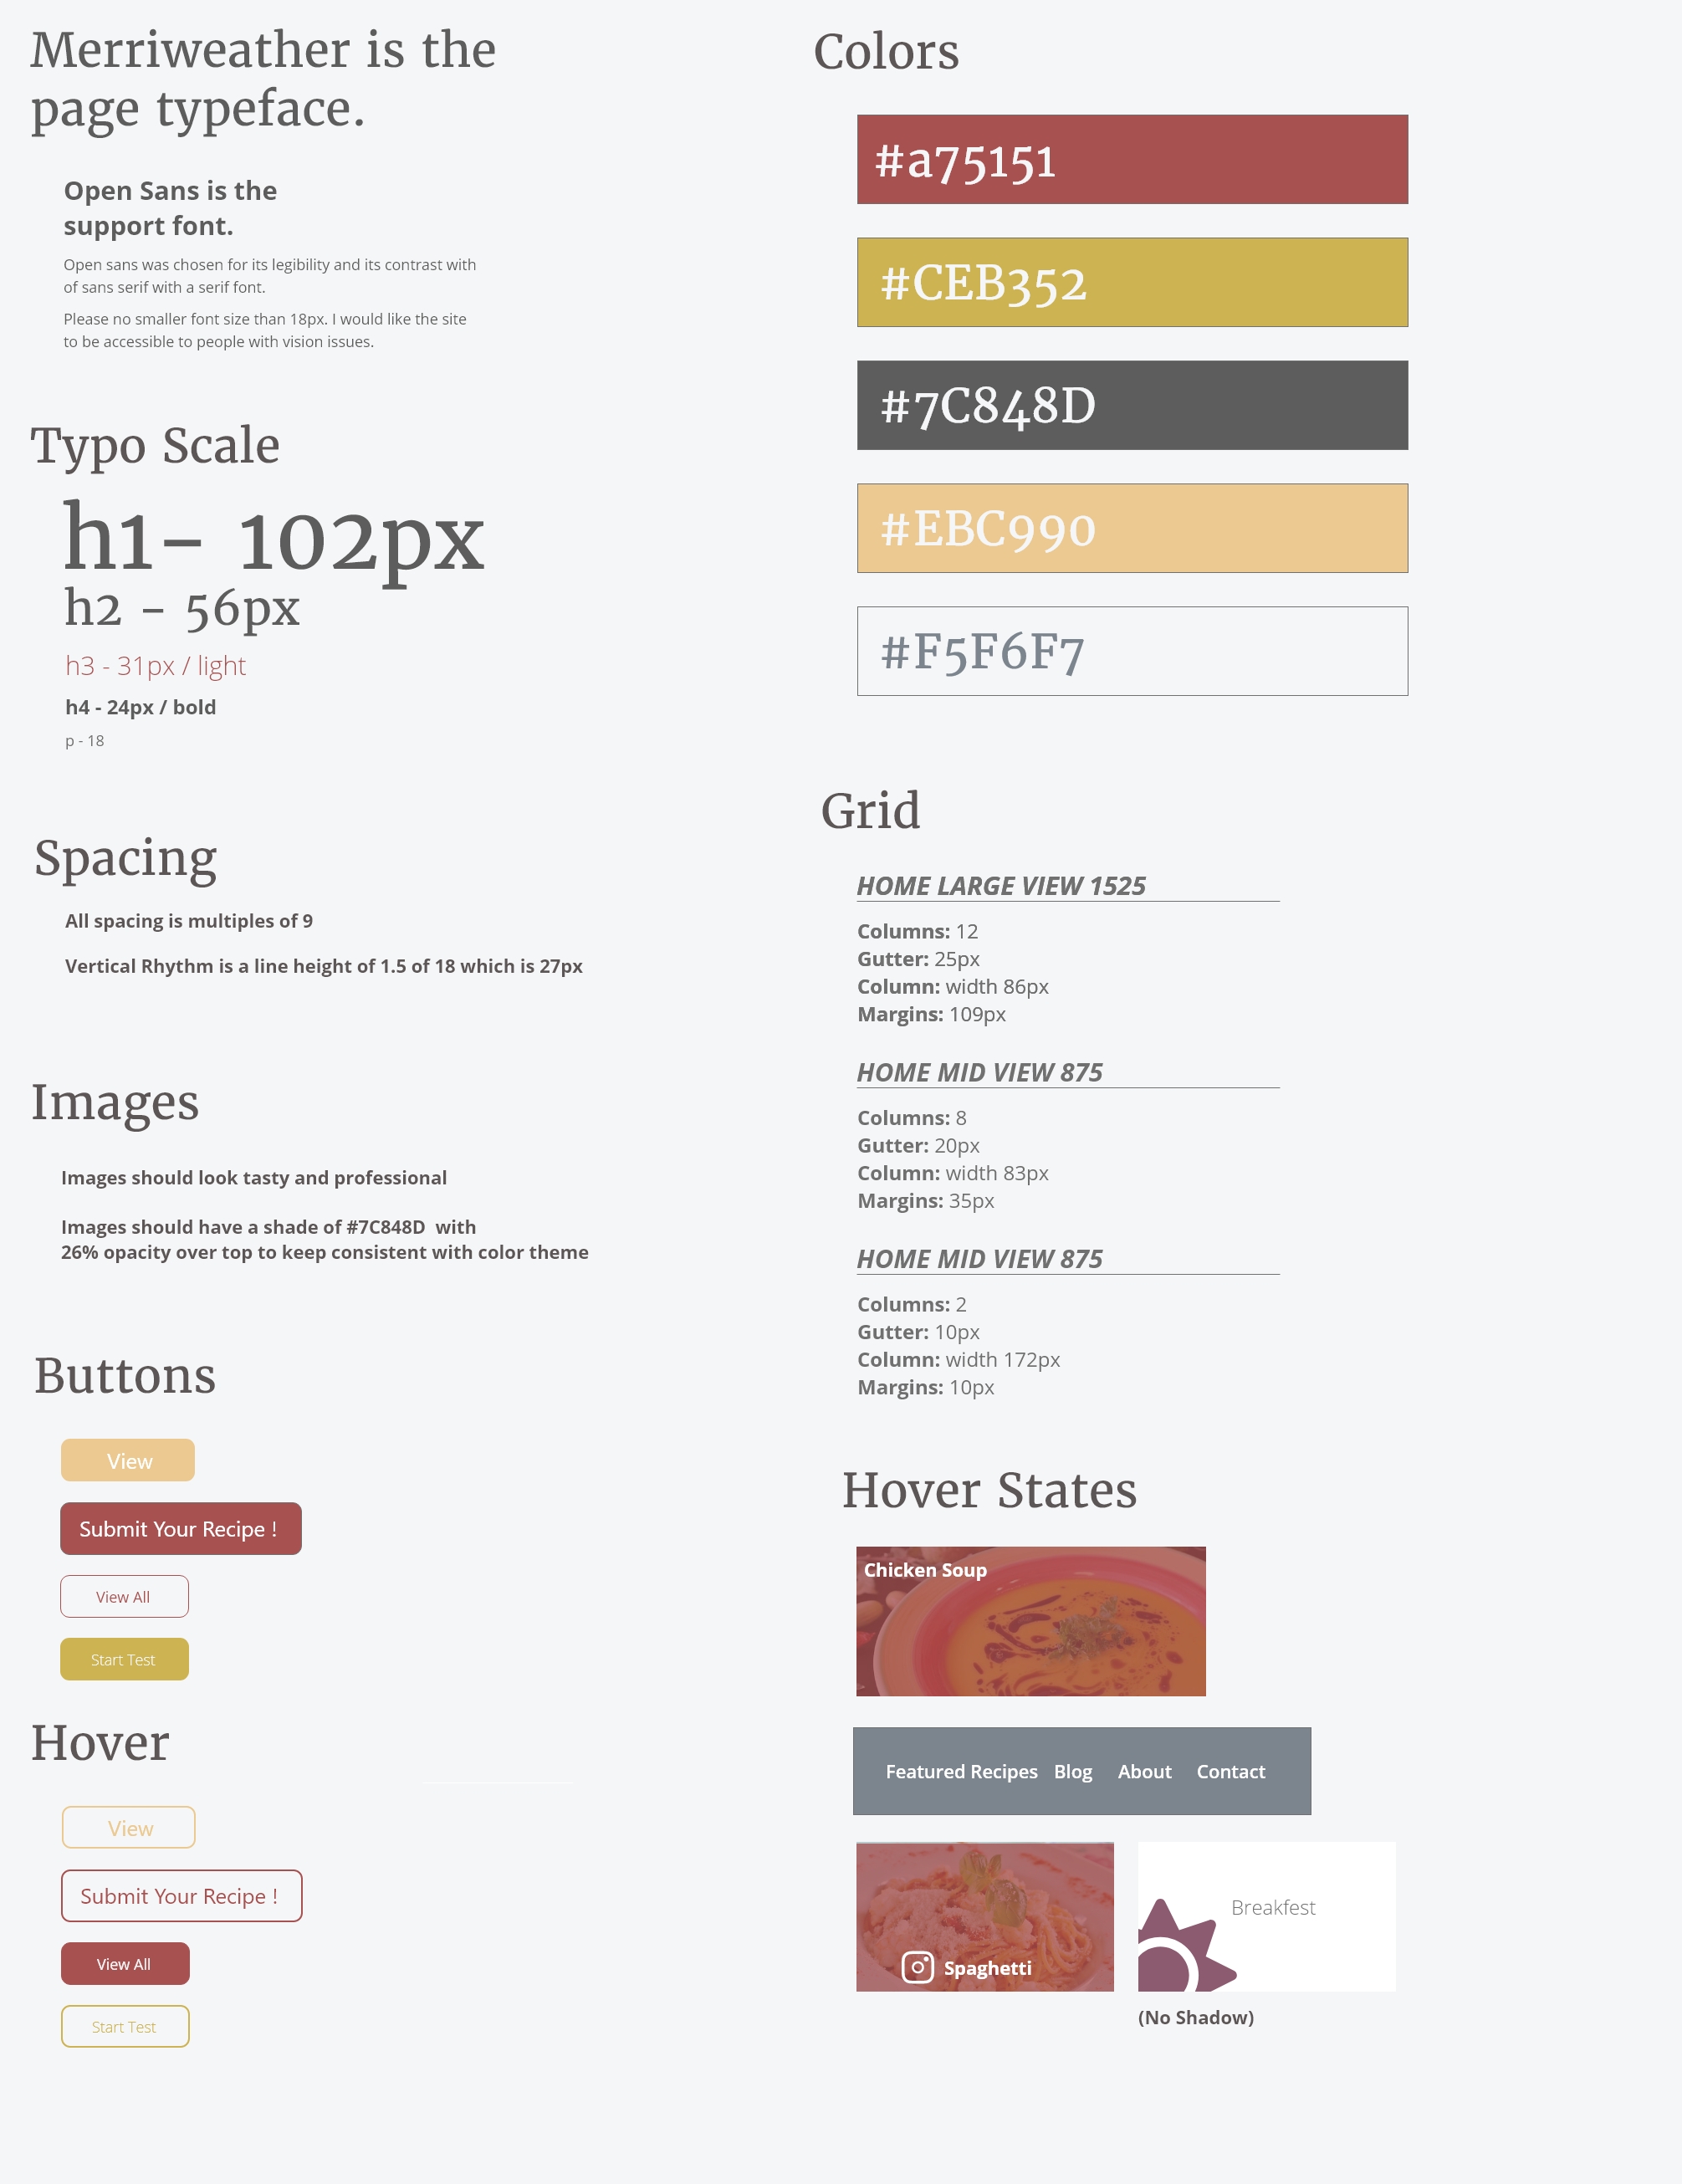 Merriweather is the
page typeface.
Open Sans is the
support font.
Open sans was chosen for its legibility and its contrast with
of sans serif with a serif font.
Please no smaller font size than 18px. I would like the site
to be accessible to people with vision issues.
Typo Scale
h1- 102px
h2 - 56px
h3 - 31px / light
h4 - 24px / bold
p - 18
Spacing
All spacing is multiples of 9
Vertical Rhythm is a line height of 1.5 of 18 which is 27px
Images
Images should look tasty and professional
Images should have a shade of #7C848D with
26% opacity over top to keep consistent with color theme
Buttons
View
Submit Your Recipe !
View All
Start Test
Hover
View
Submit Your Recipe !
View All
Start Test
Colors
#a75151
#CEB352
#7C848D
#EBC990
#F5F6F7
Grid
HOME LARGE VIEW 1525
Columns: 12
Gutter: 25px
Column: width 86px
Margins: 109px
HOME MID VIEW 875
Columns: 8
Gutter: 20px
Column: width 83px
Margins: 35px
HOME MID VIEW 875
Columns: 2
Gutter: 10px
Column: width 172px
Margins: 10px
Hover States
Chicken Soup
Featured Recipes Blog About Contact
Spaghetti
Breakfest
(No Shadow)